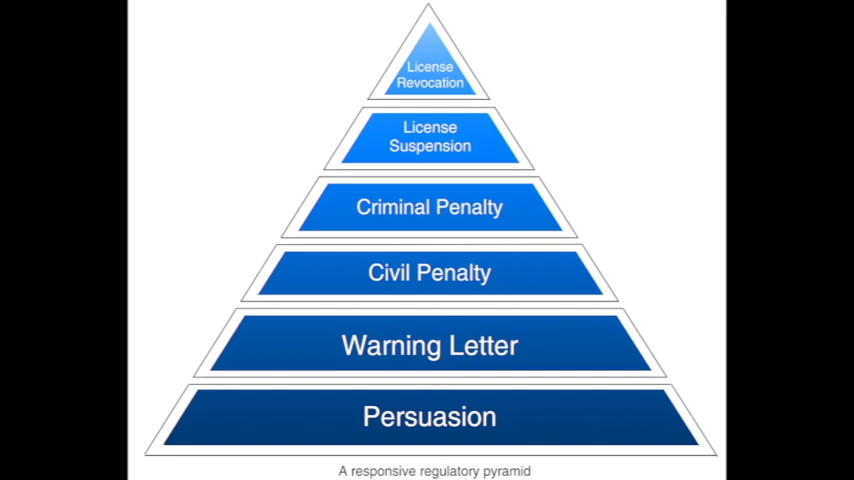 License
Revocation
License
Suspension
Criminal Penalty
Civil Penalty
Warning Letter
Persuasion
A responsive regulatory pyramid